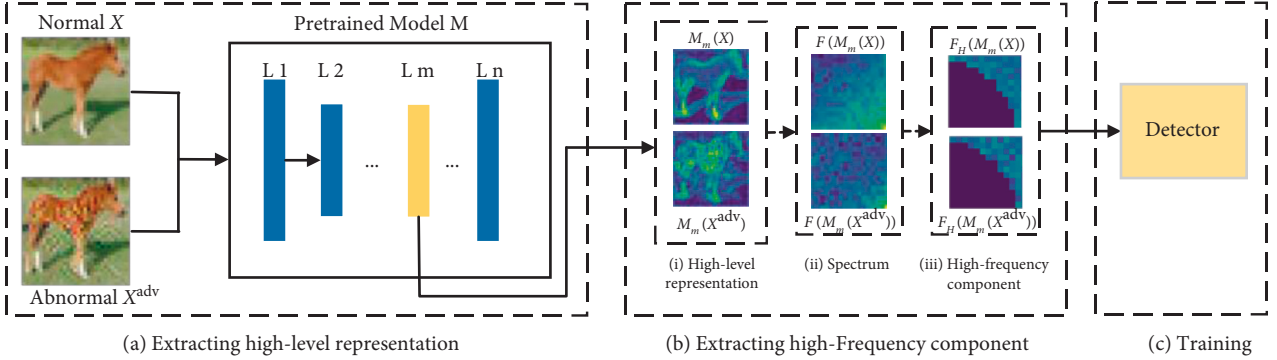 Normal X
Pretrained Model M
L 1
L 2
L m
L n
...
...
Abnormal X^adv
(a) Extracting high-level representation
M_m(X)
M_m(X^adv)
(i) High-level
representation
F(M_m(X))
F(M_m(X^adv))
(ii) Spectrum
F_H(M_m(X))
F_H(M_m(X^adv))
(iii) High-frequency
component
(b) Extracting high-Frequency component
Detector
(c) Training